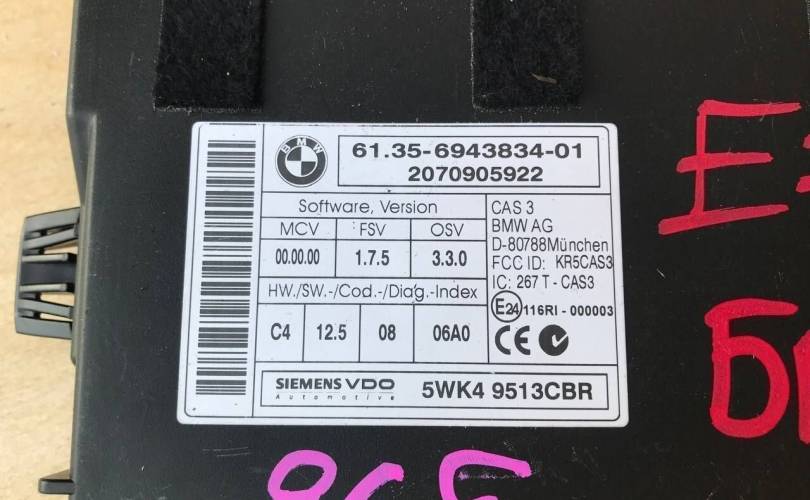 BMW
61.35-6943834-01
2070905922
Software, Version
MCV FSV OSV
00.00.00 1.7.5 3.3.0
HW./SW.-/Cod.-/Diag.-Index
C4 12.5 08 06A0
CAS 3
BMW AG
D-80788München
FCC ID: KR5CAS3
IC: 267 T - CAS3
E24 116RI - 000003
CE
SIEMENS VDO
Automotive
5WK4 9513CBR